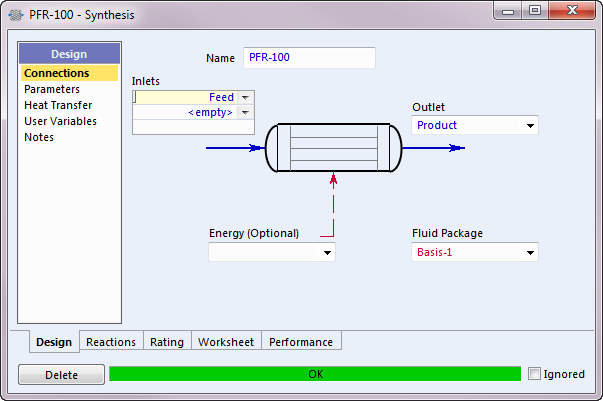 PFR-100 - Synthesis
Design
Connections
Parameters
Heat Transfer
User Variables
Notes
Name PFR-100
Inlets
Feed
<empty>
Outlet
Product
Energy (Optional)
Fluid Package
Basis-1
Design Reactions Rating Worksheet Performance
Delete OK Ignored